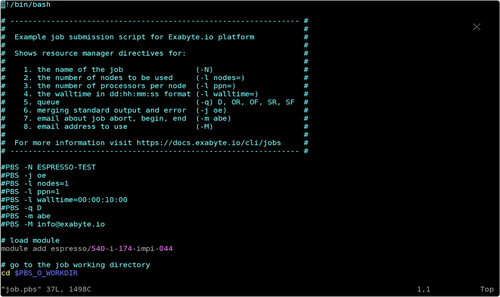 #!/bin/bash
# ---------------------------------------------------------------- #
#                                                                  #
#  Example job submission script for Exabyte.io platform           #
#                                                                  #
#  Shows resource manager directives for:                          #
#                                                                  #
#    1. the name of the job                (-N)                    #
#    2. the number of nodes to be used     (-l nodes=)             #
#    3. the number of processors per node  (-l ppn=)               #
#    4. the walltime in dd:hh:mm:ss format (-l walltime=)          #
#    5. queue                              (-q) D, OR, OF, SR, SF  #
#    6. merging standard output and error  (-j oe)                 #
#    7. email about job abort, begin, end  (-m abe)                #
#    8. email address to use               (-M)                    #
#                                                                  #
#  For more information visit https://docs.exabyte.io/cli/jobs     #
# ---------------------------------------------------------------- #
#PBS -N ESPRESSO-TEST
#PBS -j oe
#PBS -l nodes=1
#PBS -l ppn=1
#PBS -l walltime=00:00:10:00
#PBS -q D
#PBS -m abe
#PBS -M info@exabyte.io
# load module
module add espresso/540-i-174-impi-044
# go to the job working directory
cd $PBS_O_WORKDIR
"job.pbs" 37L, 1498C 1,1 Top